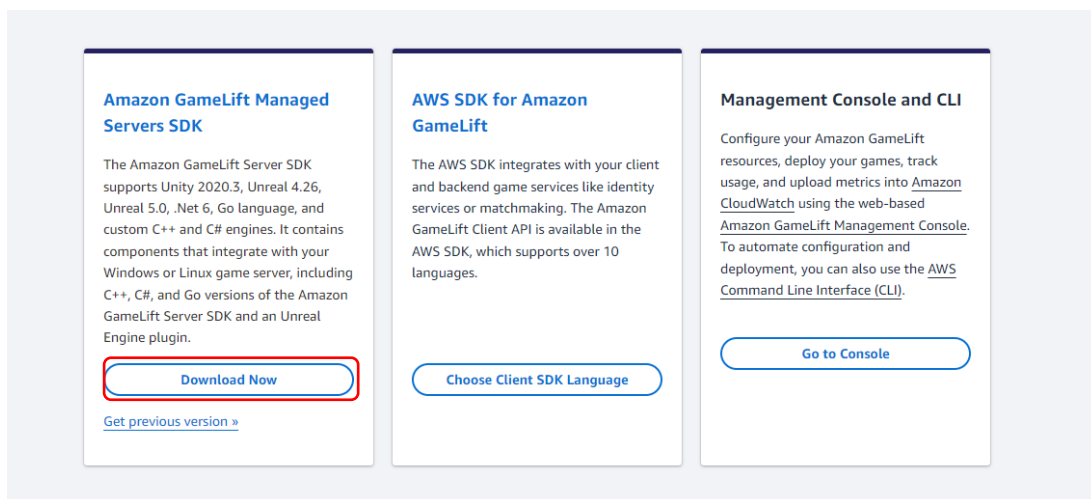 Amazon GameLift Managed
Servers SDK
The Amazon GameLift Server SDK
supports Unity 2020.3, Unreal 4.26,
Unreal 5.0, .Net 6, Go language, and
custom C++ and C# engines. It contains
components that integrate with your
Windows or Linux game server, including
C++, C#, and Go versions of the Amazon
GameLift Server SDK and an Unreal
Engine plugin.
Download Now
Get previous version »
AWS SDK for Amazon
GameLift
The AWS SDK integrates with your client
and backend game services like identity
services or matchmaking. The Amazon
GameLift Client API is available in the
AWS SDK, which supports over 10
languages.
Choose Client SDK Language
Management Console and CLI
Configure your Amazon GameLift
resources, deploy your games, track
usage, and upload metrics into Amazon
CloudWatch using the web-based
Amazon GameLift Management Console.
To automate configuration and
deployment, you can also use the AWS
Command Line Interface (CLI).
Go to Console